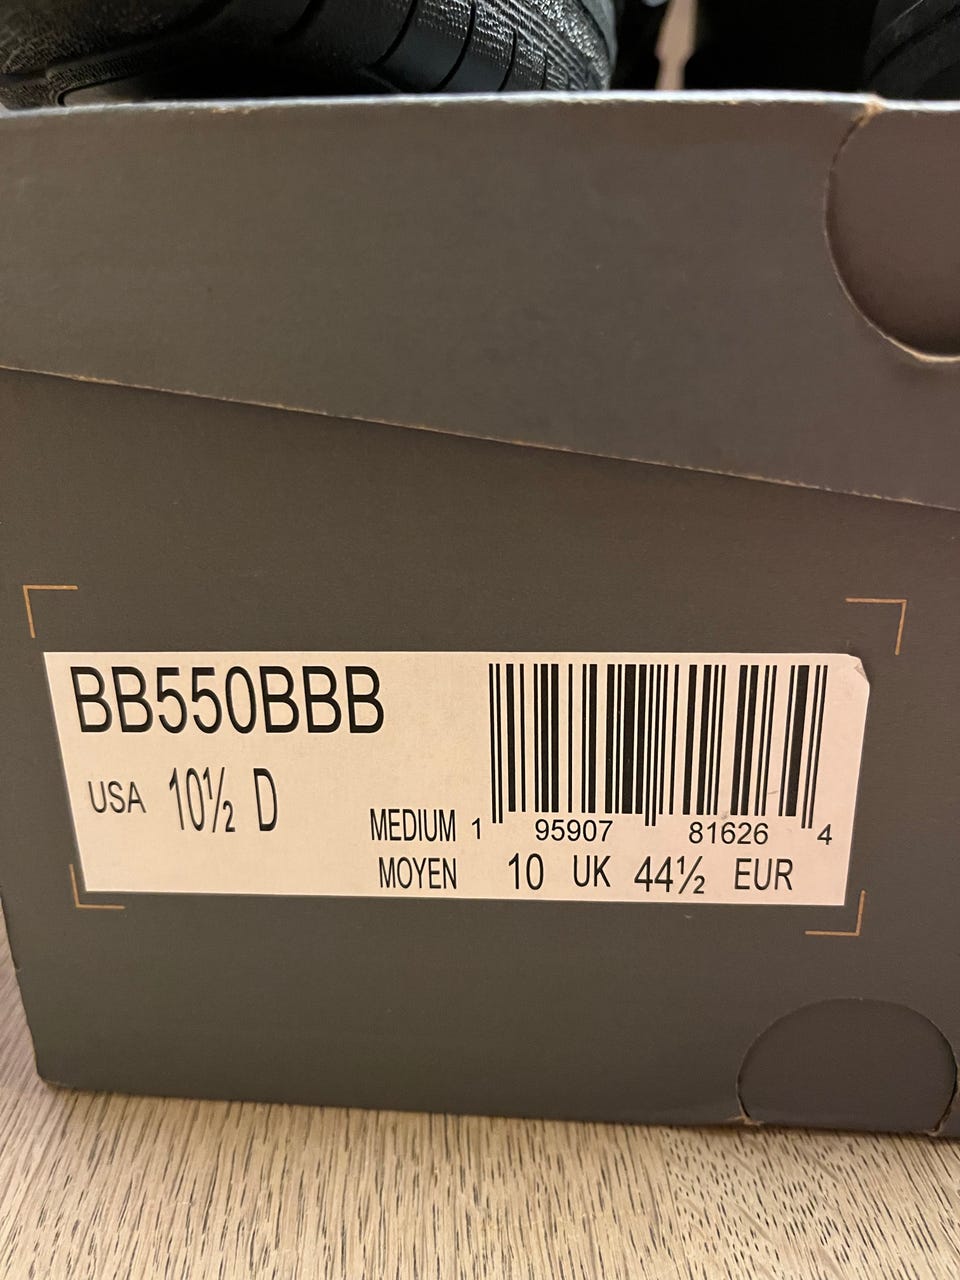 BB550BBB
USA 10½ D
MEDIUM
MOYEN
1 95907 81626 4
10 UK 44½ EUR